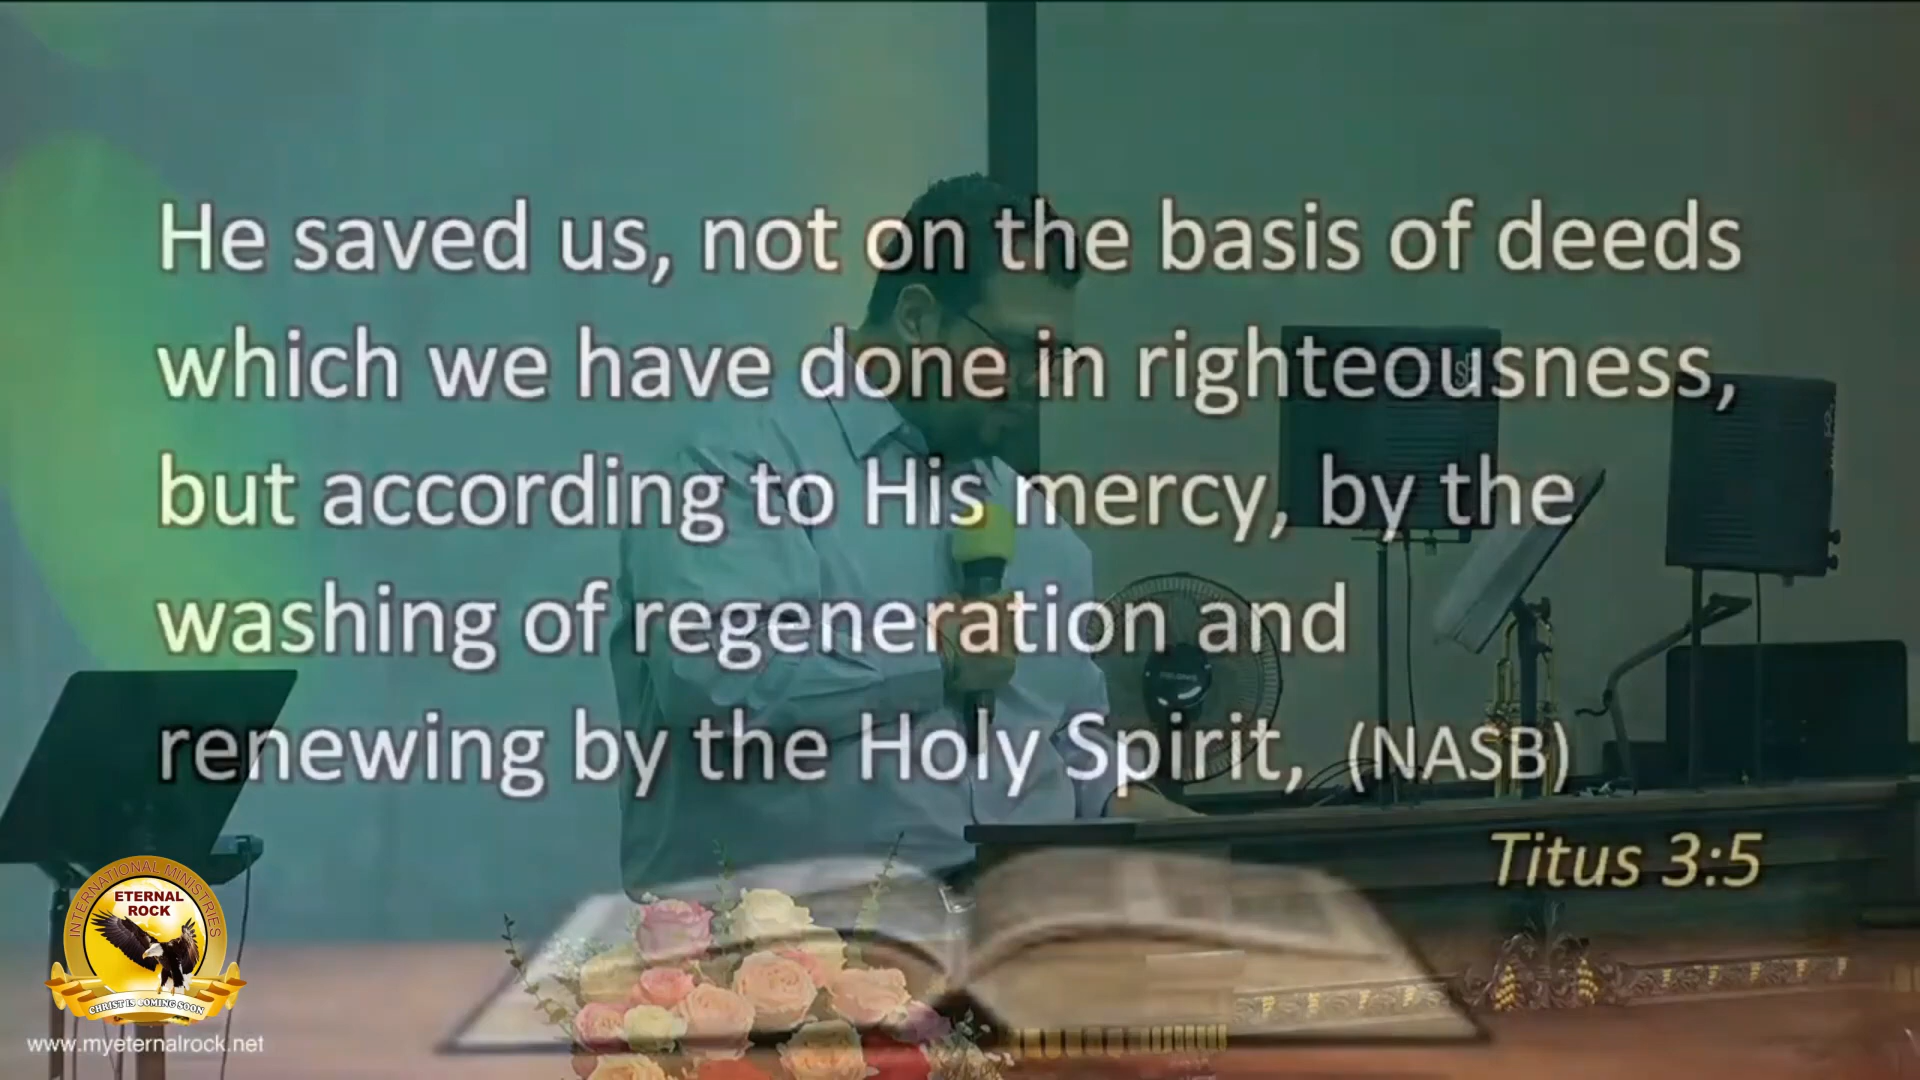 He saved us, not on the basis of deeds
which we have done in righteousness,
but according to His mercy, by the
washing of regeneration and
renewing by the Holy Spirit, (NASB)
Titus 3:5
INTERNATIONAL MINISTRIES
ETERNAL
ROCK
CHRIST IS COMING SOON
www.myeternalrock.net